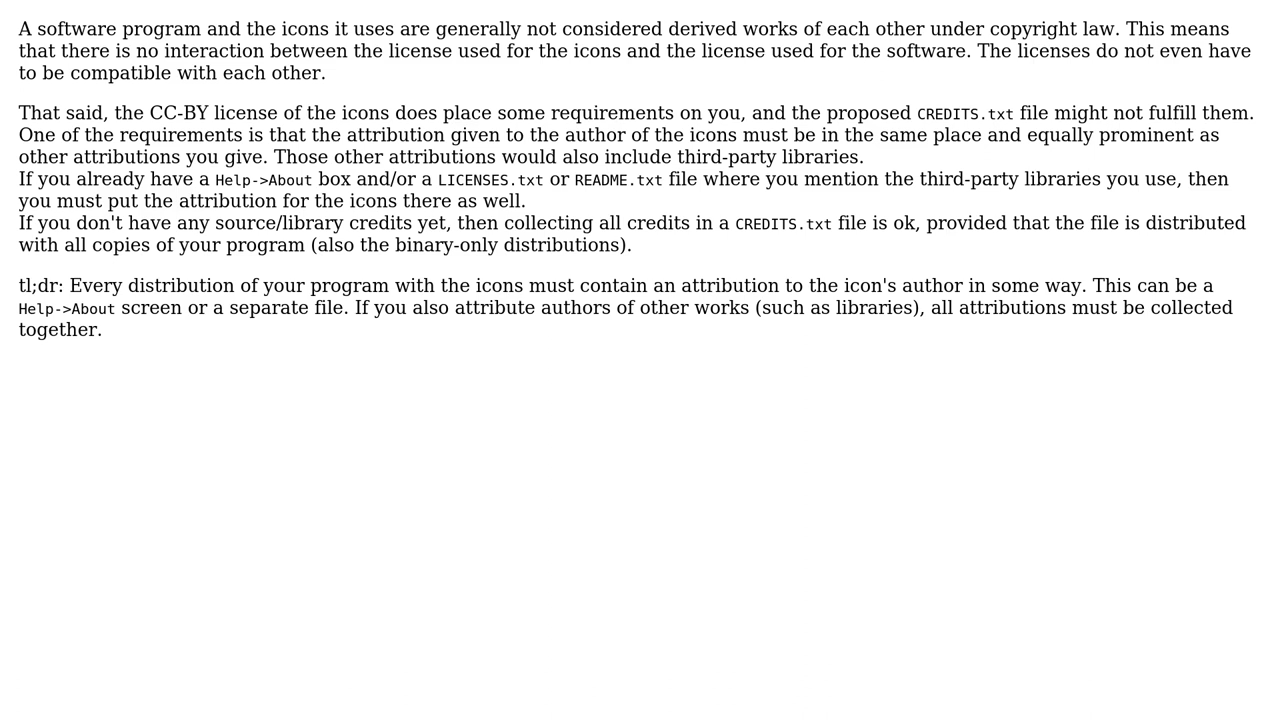 A software program and the icons it uses are generally not considered derived works of each other under copyright law. This means
that there is no interaction between the license used for the icons and the license used for the software. The licenses do not even have
to be compatible with each other.
That said, the CC-BY license of the icons does place some requirements on you, and the proposed CREDITS.txt file might not fulfill them.
One of the requirements is that the attribution given to the author of the icons must be in the same place and equally prominent as
other attributions you give. Those other attributions would also include third-party libraries.
If you already have a Help->About box and/or a LICENSES.txt or README.txt file where you mention the third-party libraries you use, then
you must put the attribution for the icons there as well.
If you don't have any source/library credits yet, then collecting all credits in a CREDITS.txt file is ok, provided that the file is distributed
with all copies of your program (also the binary-only distributions).
tl;dr: Every distribution of your program with the icons must contain an attribution to the icon's author in some way. This can be a
Help->About screen or a separate file. If you also attribute authors of other works (such as libraries), all attributions must be collected
together.